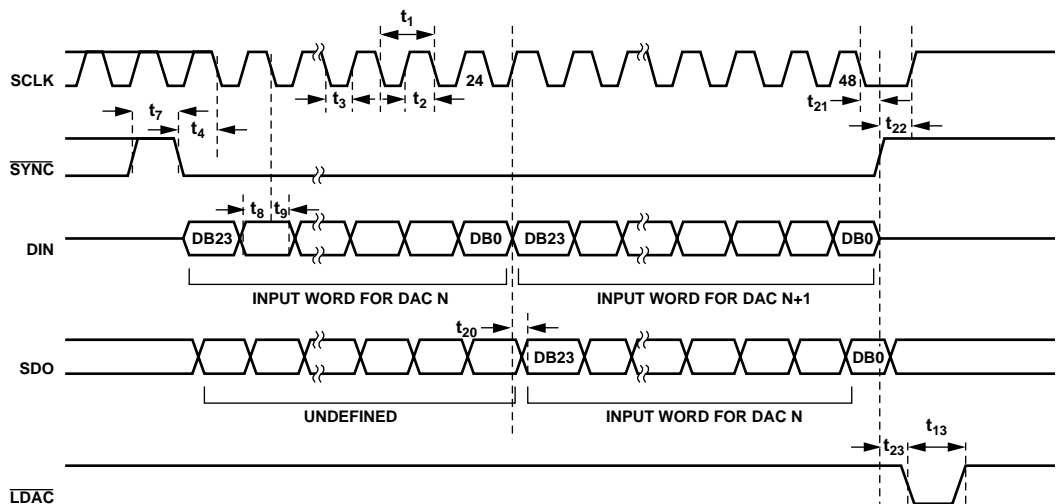 t1
SCLK
24
48
t3
t2
t21
t7
t4
t22
SYNC
t8
t9
DIN
DB23
DB0
DB23
DB0
INPUT WORD FOR DAC N
INPUT WORD FOR DAC N+1
t20
SDO
DB23
DB0
UNDEFINED
INPUT WORD FOR DAC N
t23
t13
LDAC